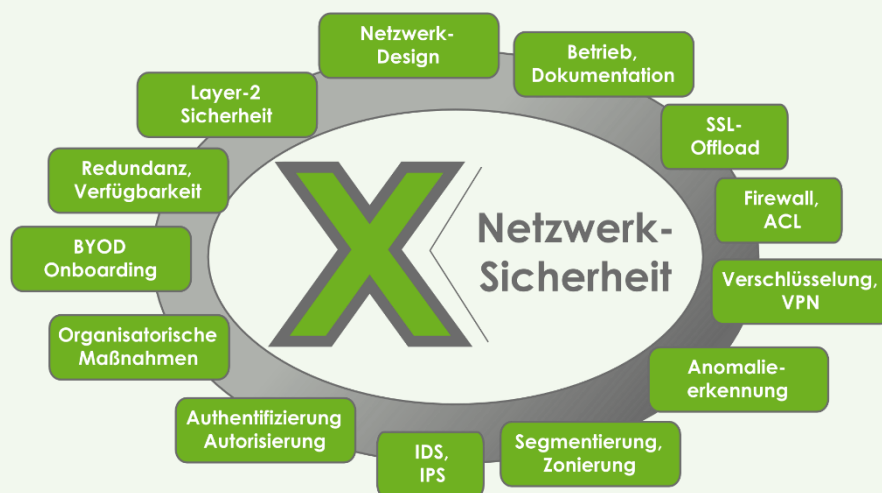 Netzwerk-
Design
Betrieb,
Dokumentation
SSL-
Offload
Firewall,
ACL
Verschlüsselung,
VPN
Anomalie-
erkennung
Segmentierung,
Zonierung
IDS,
IPS
Authentifizierung
Autorisierung
Organisatorische
Maßnahmen
BYOD
Onboarding
Redundanz,
Verfügbarkeit
Layer-2
Sicherheit
X
Netzwerk-
Sicherheit